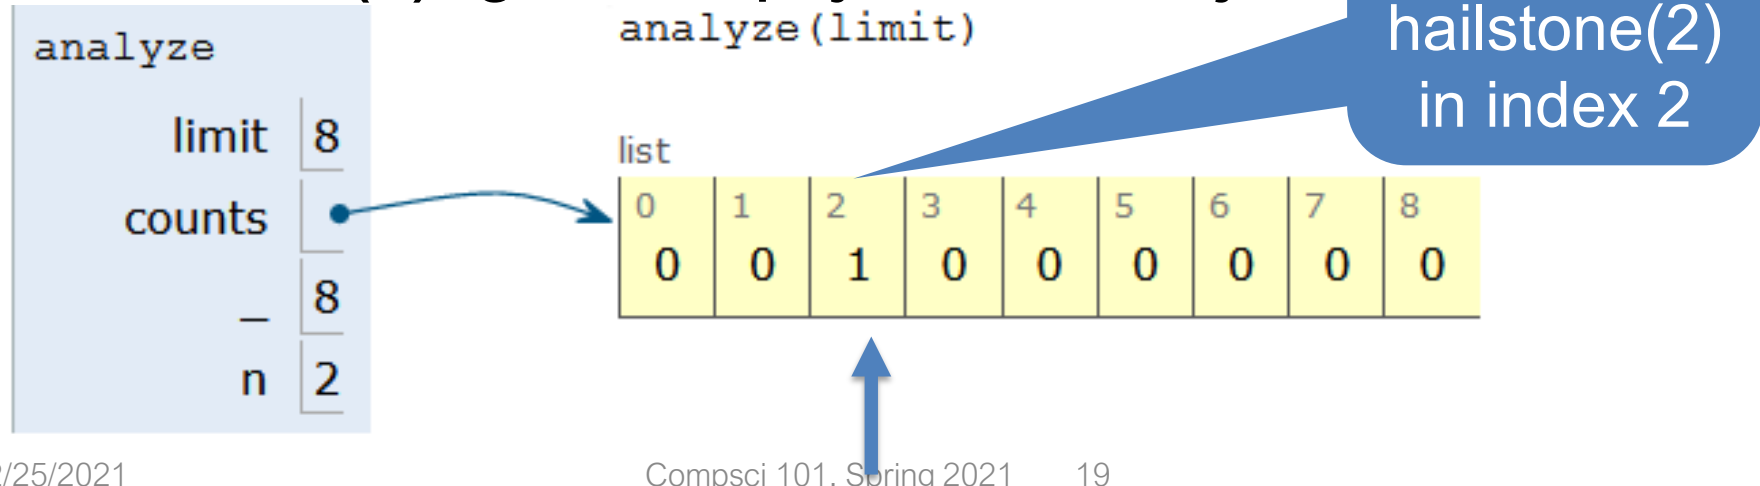 analyze
limit 8
counts
_ 8
n 2
analyze(limit)
list
0 1 2 3 4 5 6 7 8
0 0 1 0 0 0 0 0 0
hailstone(2)
in index 2
/25/2021
Compsci 101, Spring 2021
19